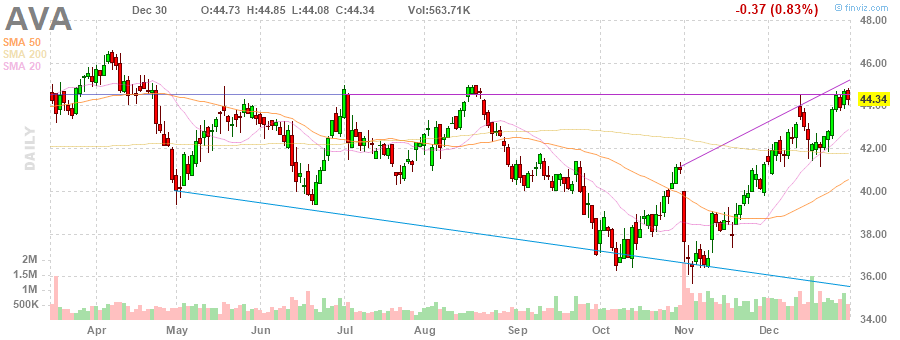 AVA Dec 30 O:44.73 H:44.85 L:44.08 C:44.34 Vol:563.71K -0.37 (0.83%) © finviz.com
SMA 50
SMA 200
SMA 20
DAILY
48.00
46.00
44.34
44.00
42.00
40.00
38.00
36.00
34.00
2M
1.5M
1M
500K
Apr May Jun Jul Aug Sep Oct Nov Dec